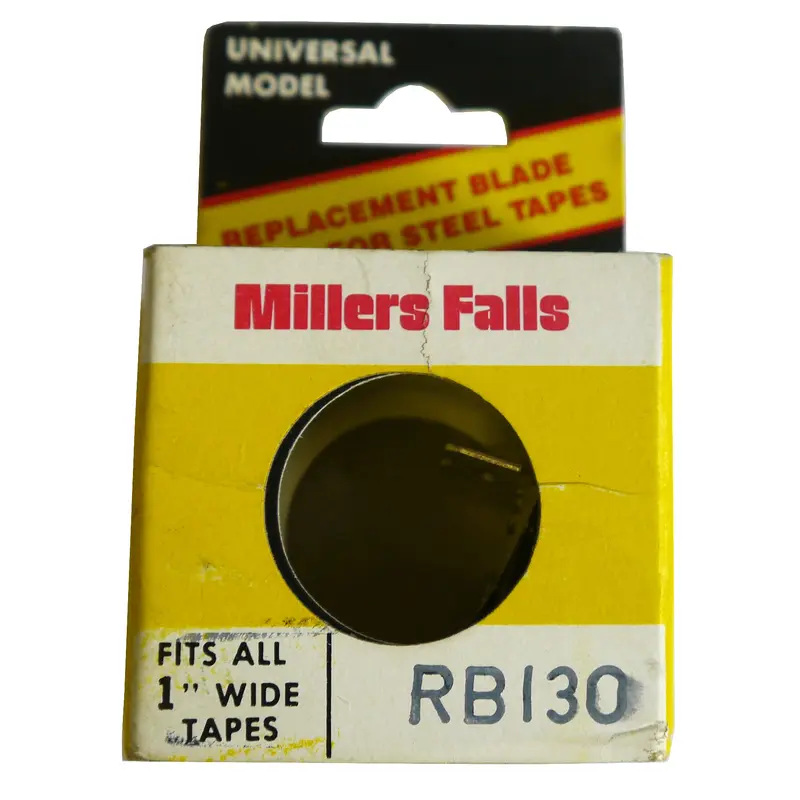 UNIVERSAL
MODEL
REPLACEMENT BLADE
FOR STEEL TAPES
Millers Falls
FITS ALL
1" WIDE
TAPES
RB130